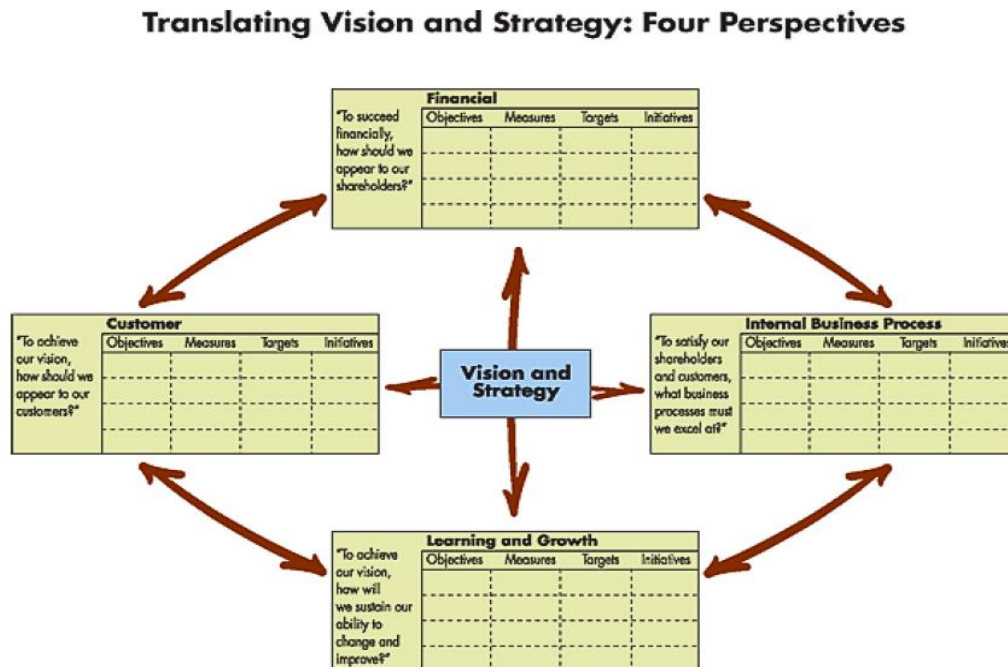 Translating Vision and Strategy: Four Perspectives
Financial
"To succeed
financially,
how should we
appear to our
shareholders?"
Objectives Measures Targets Initiatives
Customer
"To achieve
our vision,
how should we
appear to our
customers?"
Objectives Measures Targets Initiatives
Vision and
Strategy
Internal Business Process
"To satisfy our
shareholders
and customers,
what business
processes must
we excel at?"
Objectives Measures Targets Initiatives
Learning and Growth
"To achieve
our vision,
how will
we sustain our
ability to
change and
improve?"
Objectives Measures Targets Initiatives